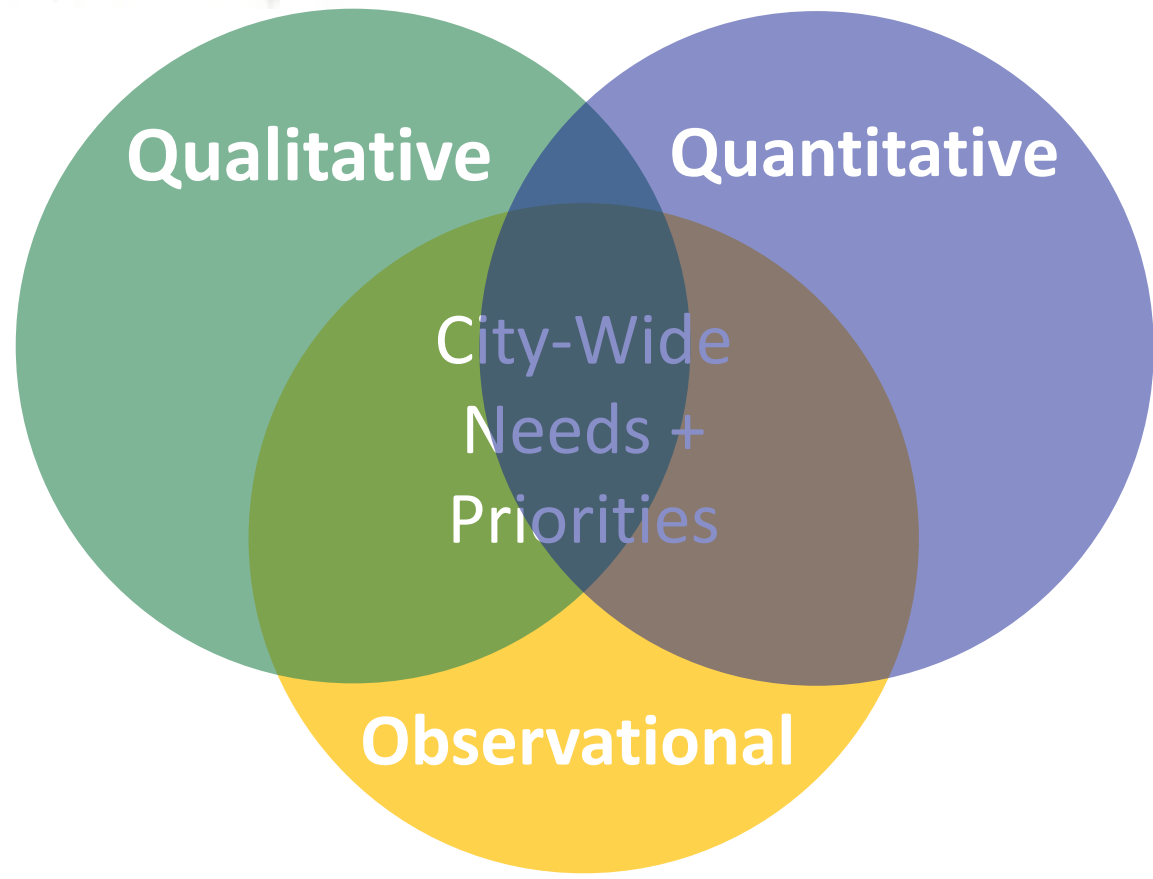 Qualitative
Quantitative
City-Wide
Needs +
Priorities
Observational